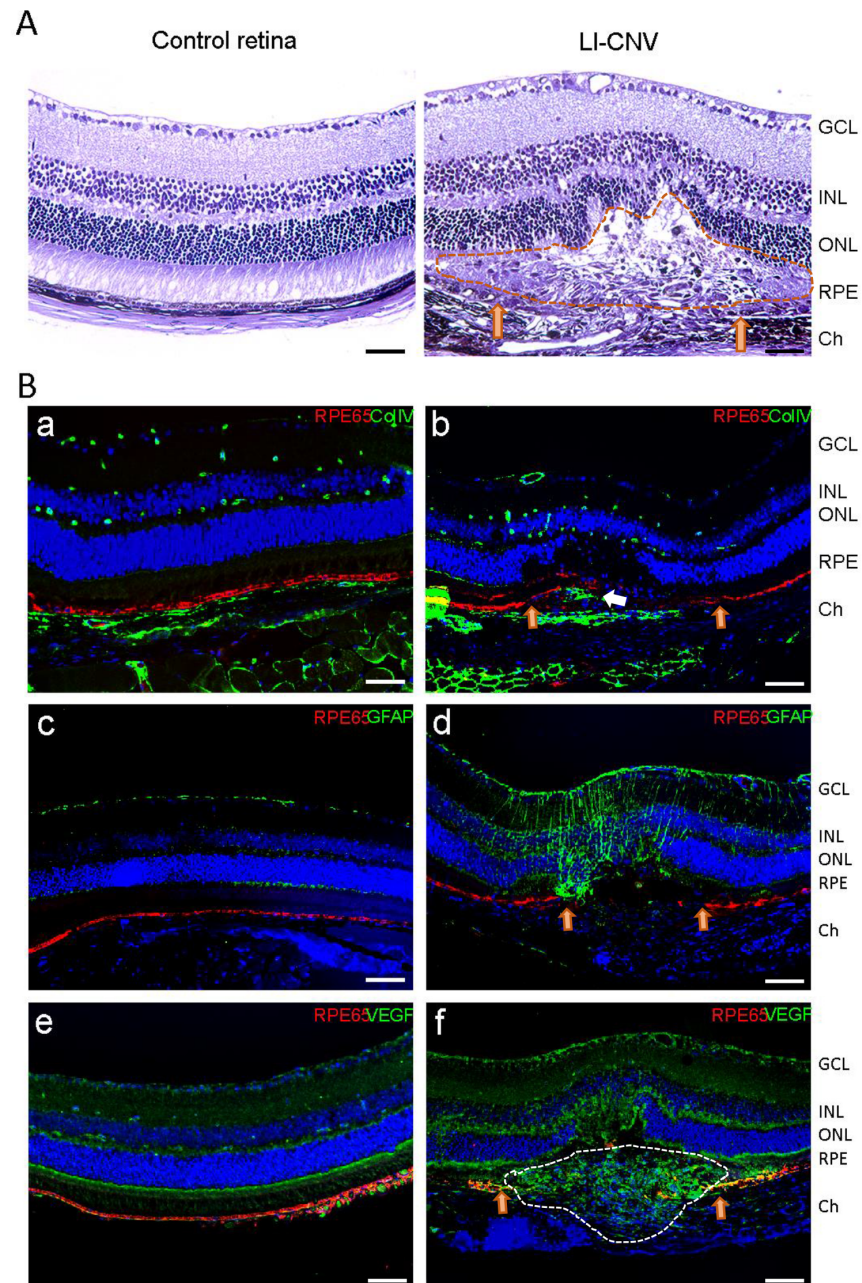 A
Control retina
LI-CNV
GCL
INL
ONL
RPE
Ch
B
a
RPE65ColIV
b
RPE65ColIV
GCL
INL
ONL
RPE
Ch
c
RPE65GFAP
d
RPE65GFAP
GCL
INL
ONL
RPE
Ch
e
RPE65VEGF
f
RPE65VEGF
GCL
INL
ONL
RPE
Ch